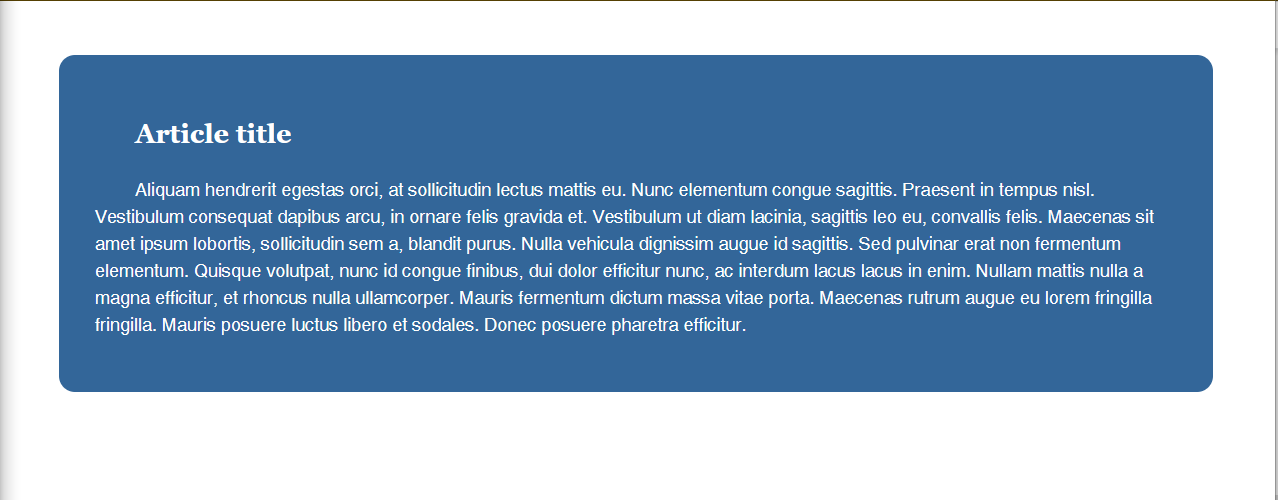 Article title
Aliquam hendrerit egestas orci, at sollicitudin lectus mattis eu. Nunc elementum congue sagittis. Praesent in tempus nisl.
Vestibulum consequat dapibus arcu, in ornare felis gravida et. Vestibulum ut diam lacinia, sagittis leo eu, convallis felis. Maecenas sit
amet ipsum lobortis, sollicitudin sem a, blandit purus. Nulla vehicula dignissim augue id sagittis. Sed pulvinar erat non fermentum
elementum. Quisque volutpat, nunc id congue finibus, dui dolor efficitur nunc, ac interdum lacus lacus in enim. Nullam mattis nulla a
magna efficitur, et rhoncus nulla ullamcorper. Mauris fermentum dictum massa vitae porta. Maecenas rutrum augue eu lorem fringilla
fringilla. Mauris posuere luctus libero et sodales. Donec posuere pharetra efficitur.